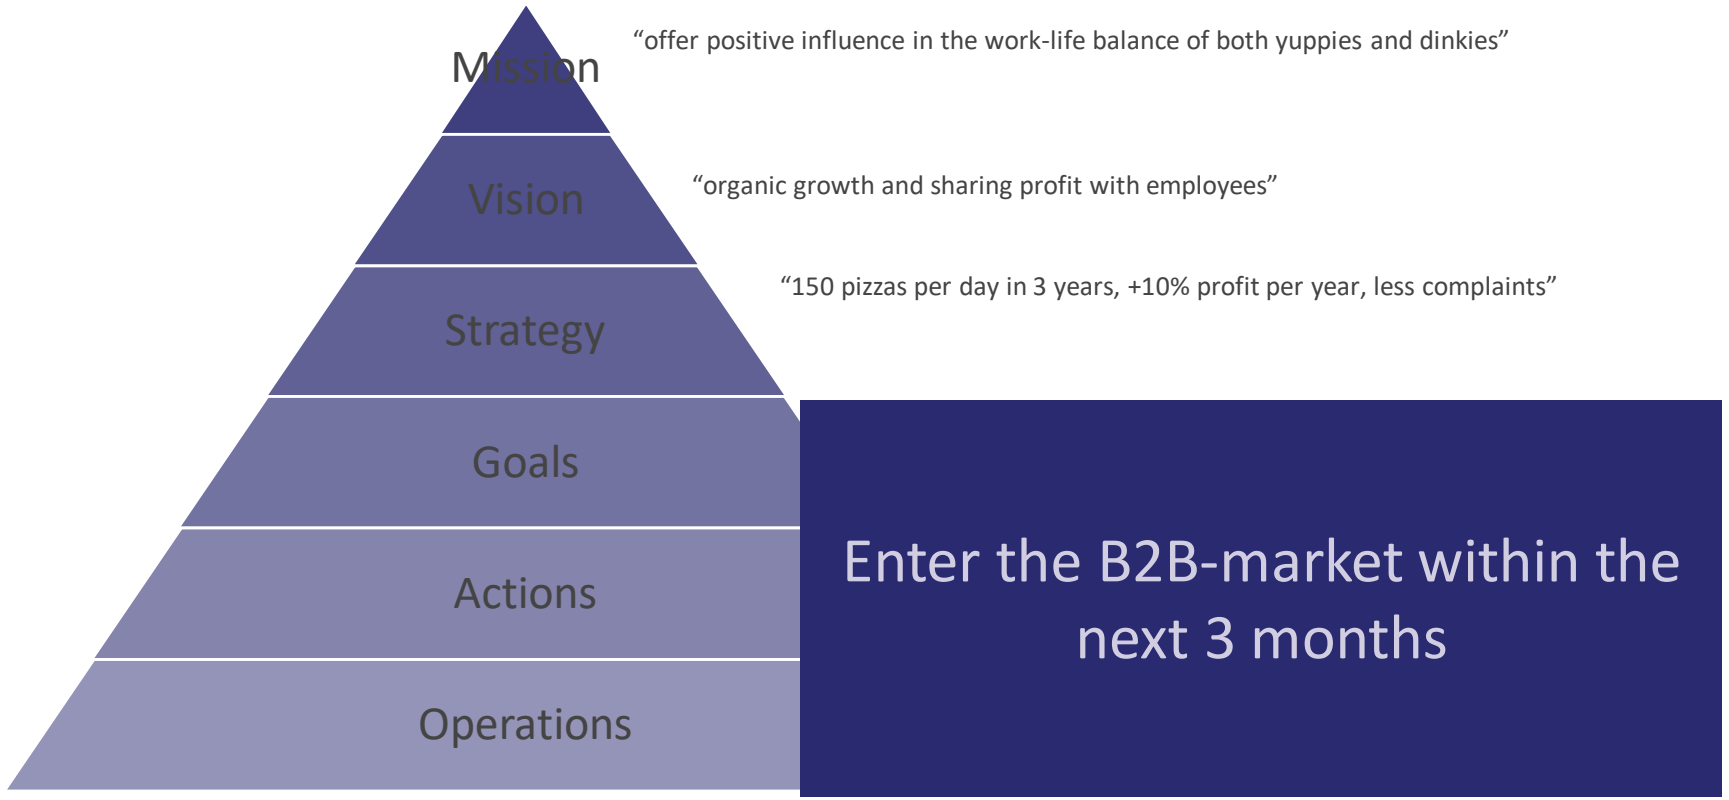 Mission
“offer positive influence in the work-life balance of both yuppies and dinkies”
Vision
“organic growth and sharing profit with employees”
“150 pizzas per day in 3 years, +10% profit per year, less complaints”
Strategy
Goals
Actions
Operations
Enter the B2B-market within the
next 3 months